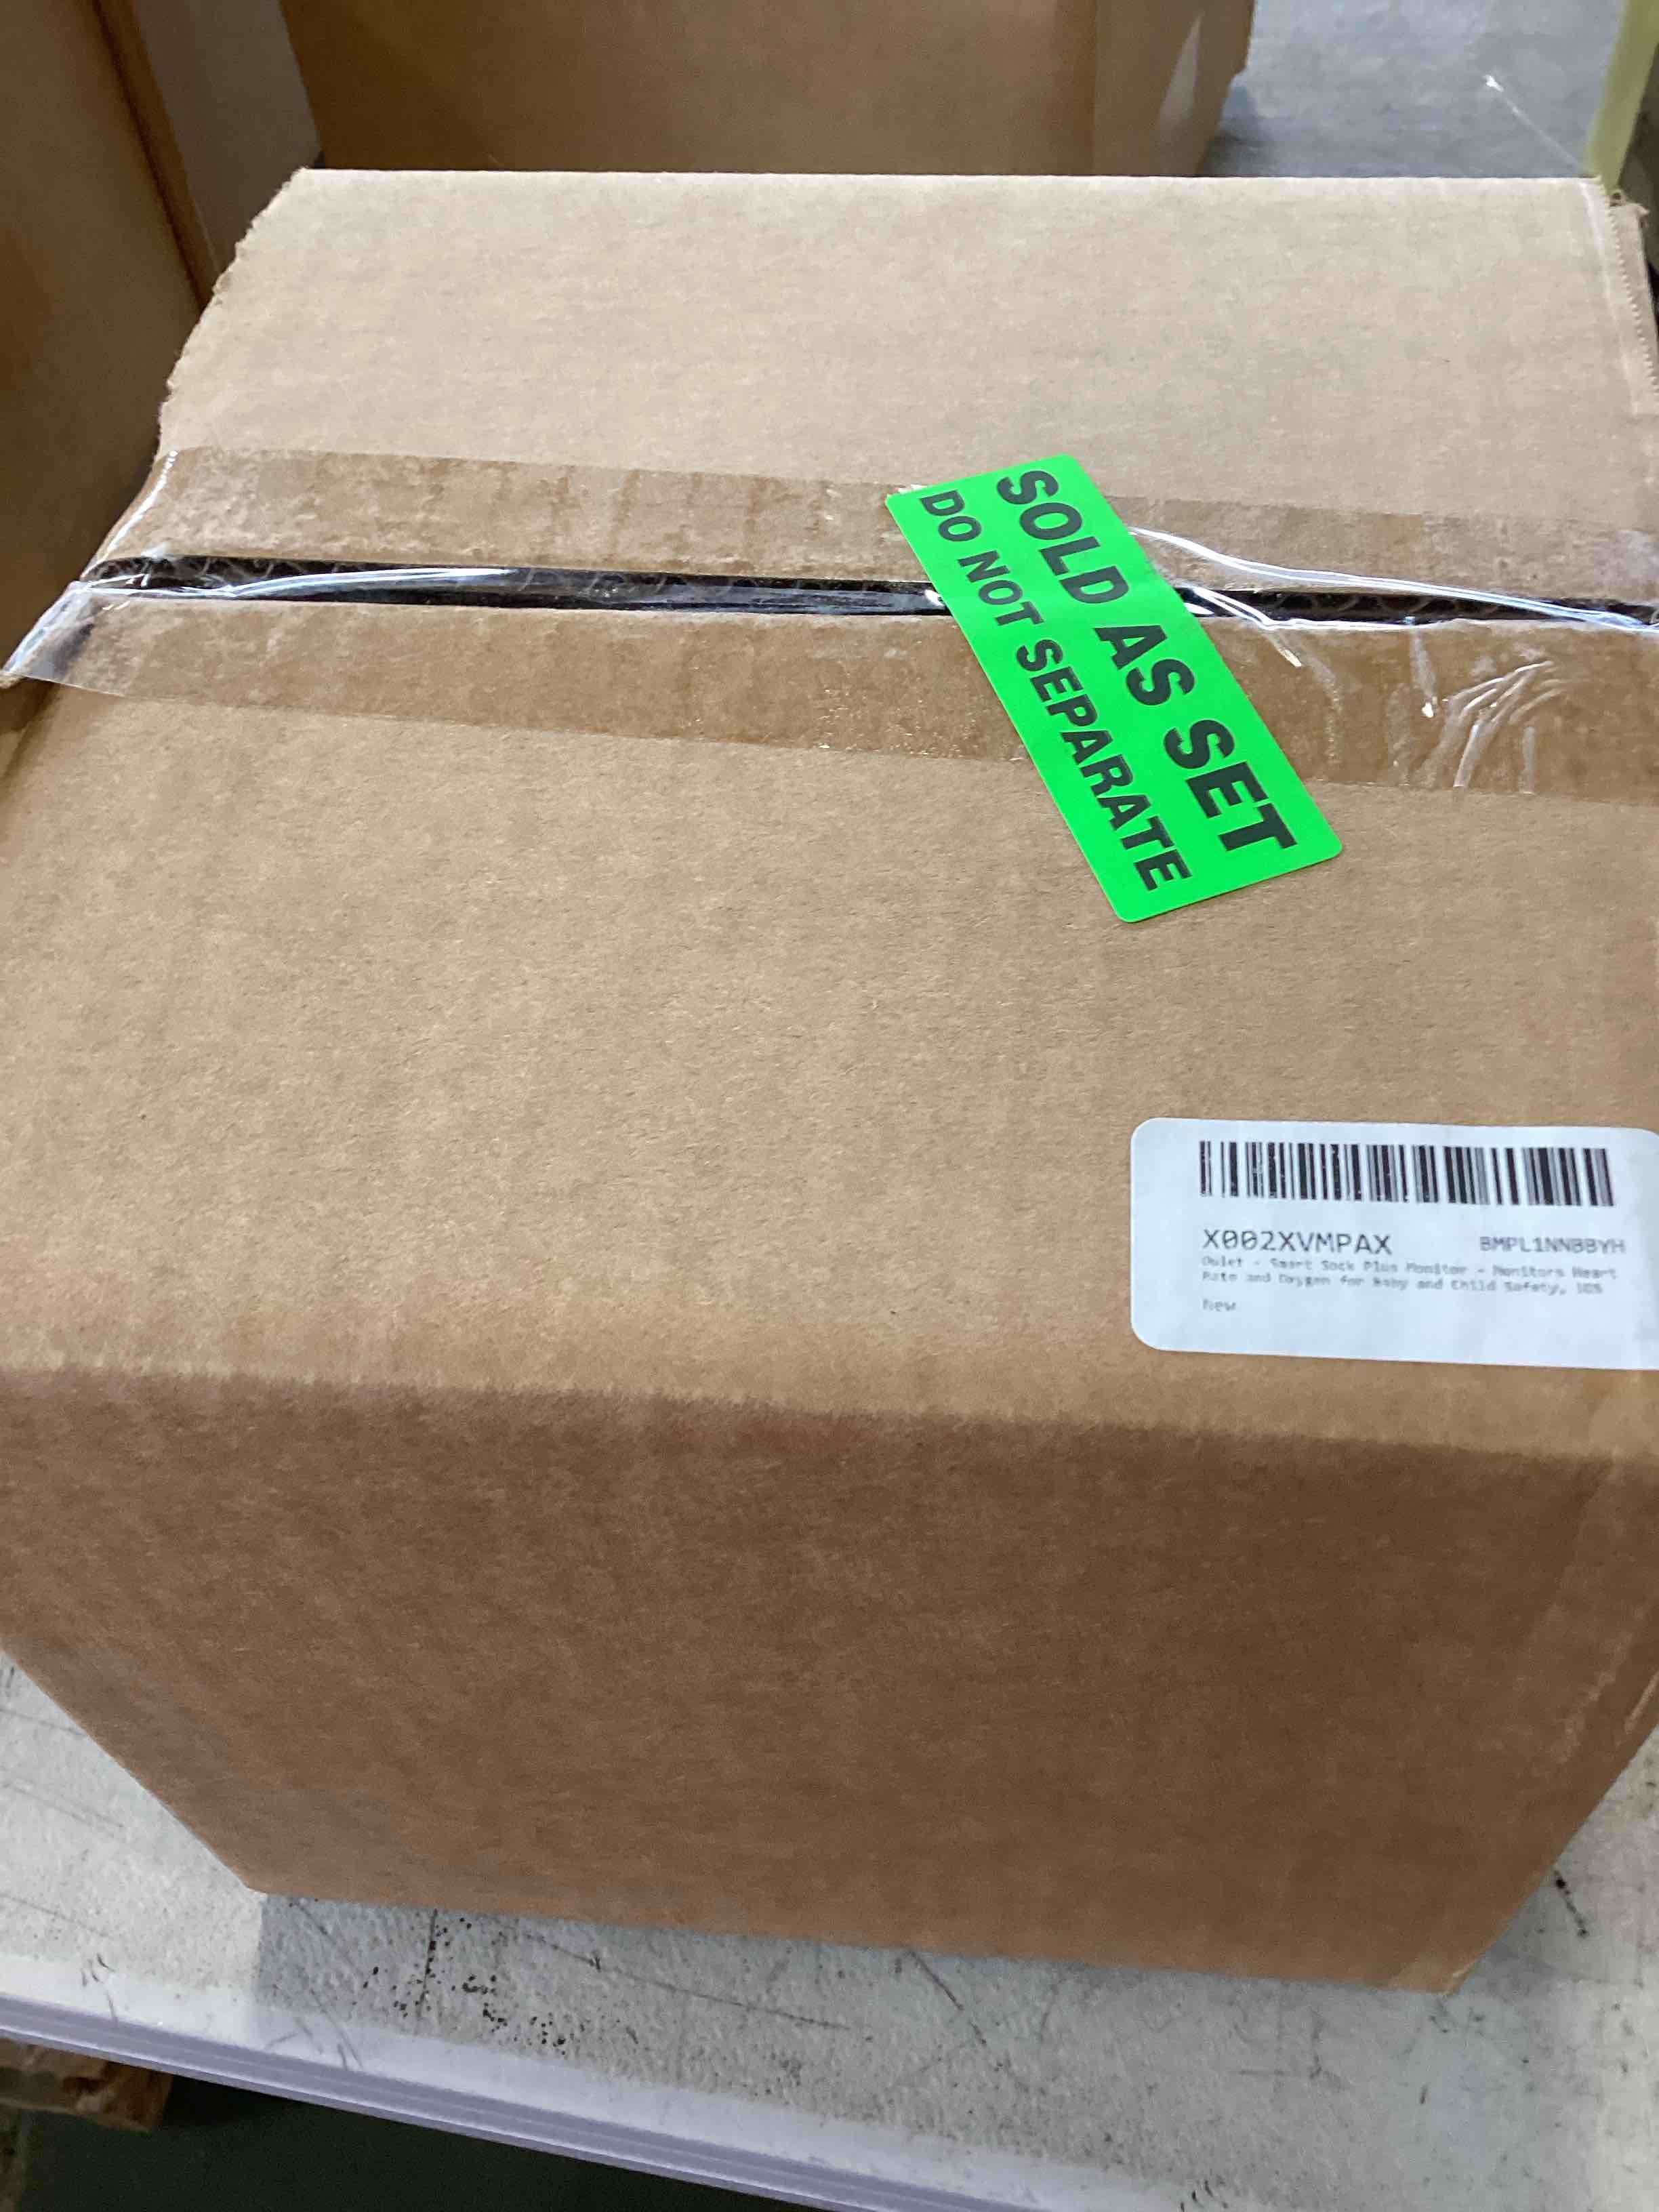 SOLD AS SET
DO NOT SEPARATE
X002XVMPAX BMPL1NNBBYH
Owlet - Smart Sock Plus Monitor - Monitors Heart
Rate and Oxygen for Baby and Child Safety, iOS
New